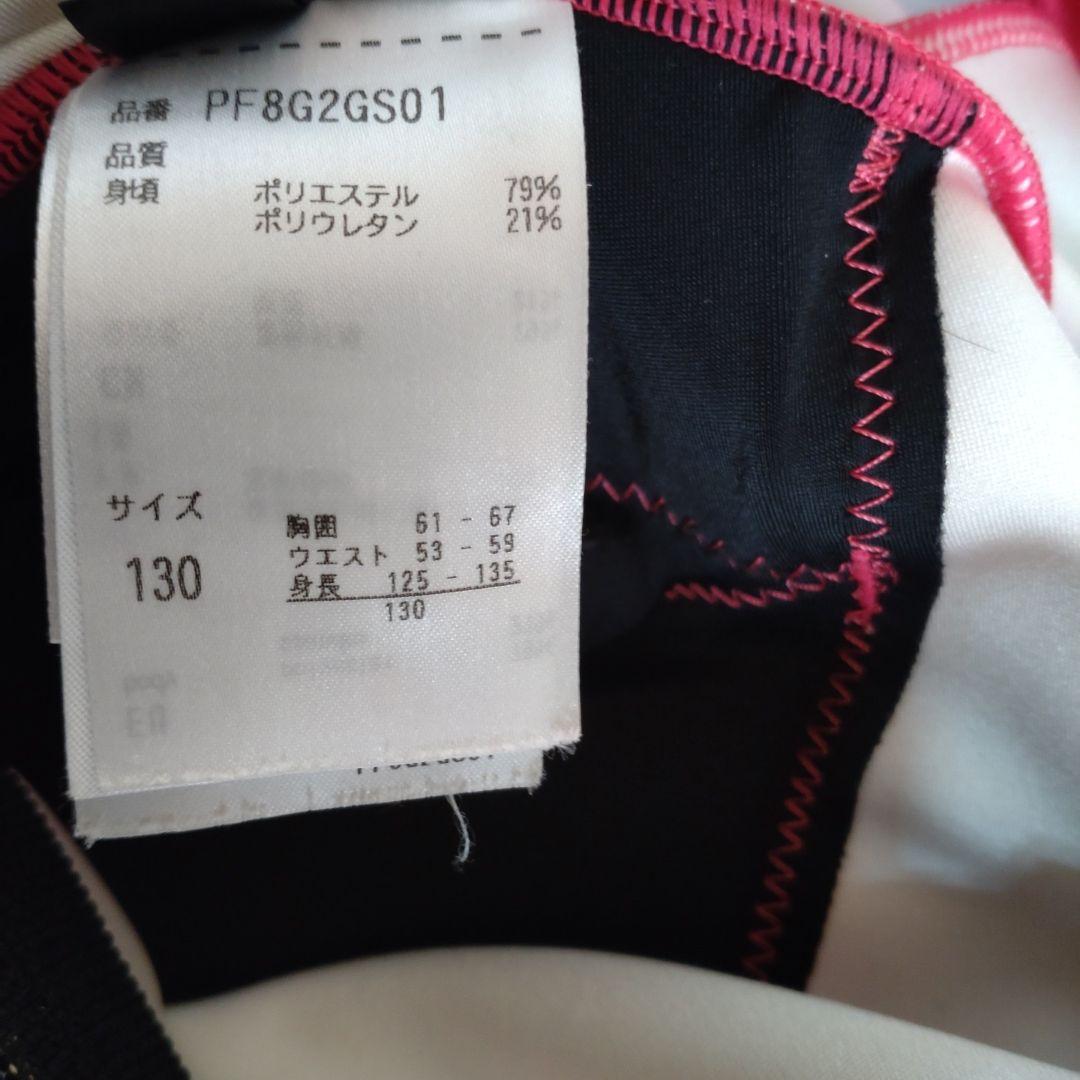 品番 PF8G2GS01
品質
身頃 ポリエステル 79%
ポリウレタン 21%
サイズ
130
胸囲 61 - 67
ウエスト 53 - 59
身長 125 - 135
130